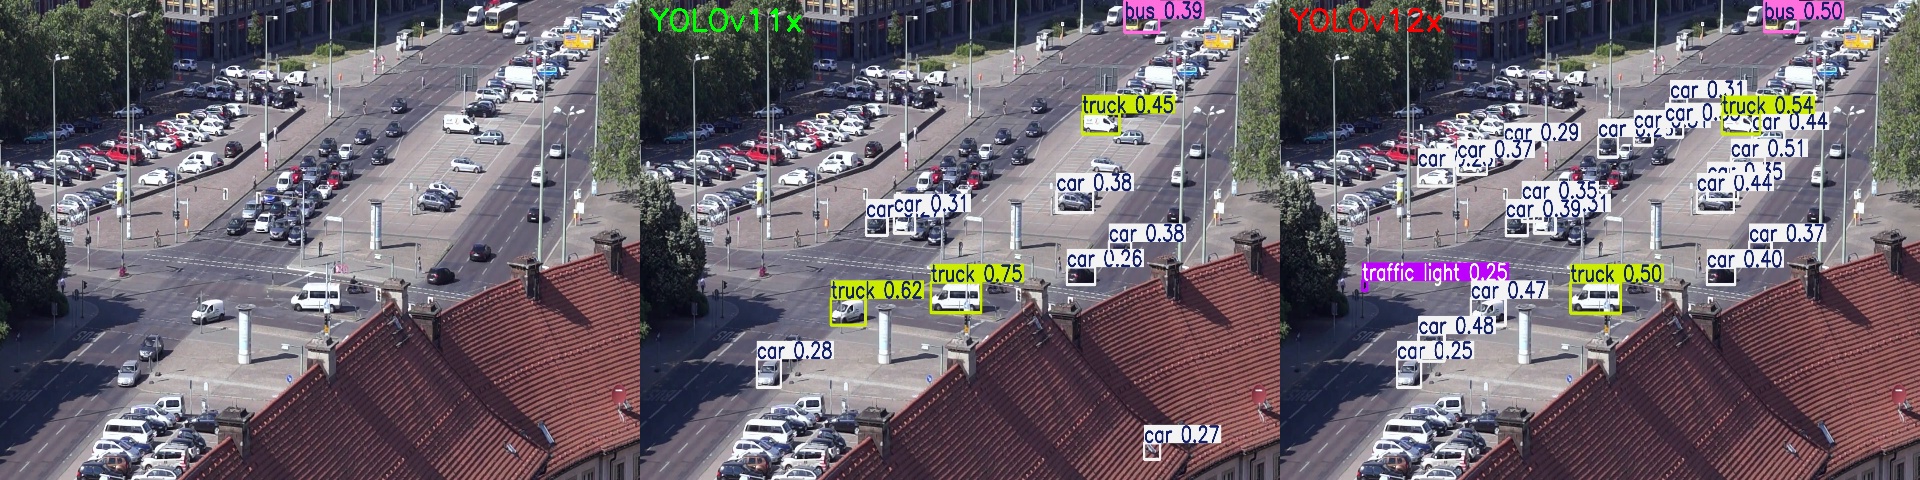 YOLOv11x
bus 0.39
truck 0.45
car 0.38
car
car 0.31
car 0.38
car 0.26
truck 0.75
truck 0.62
car 0.28
car 0.27
YOLOv12x
bus 0.50
car 0.31
truck 0.54
car 0.44
car 0.29
car 0.37
car
car 0.51
car 0.44
car 0.35
car 0.39
car 0.37
traffic light 0.25
car 0.40
car 0.47
truck 0.50
car 0.48
car 0.25